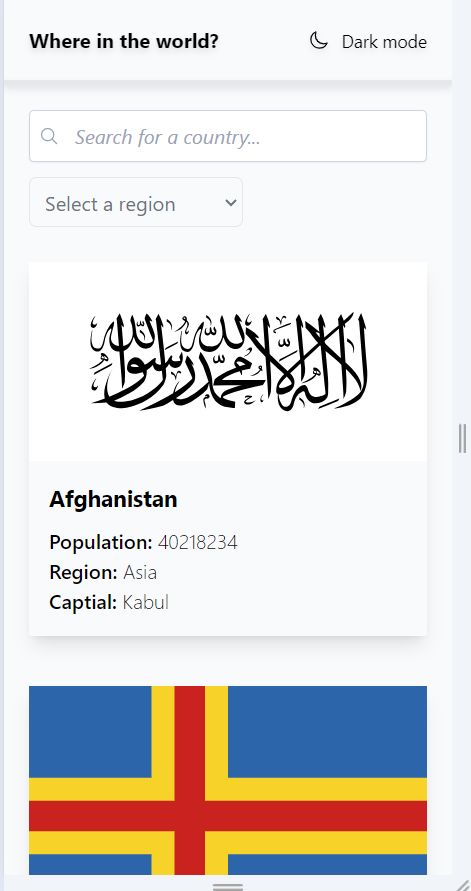 Where in the world?
Dark mode
Search for a country...
Select a region
لا إله إلا الله محمد رسول الله
Afghanistan
Population: 40218234
Region: Asia
Captial: Kabul